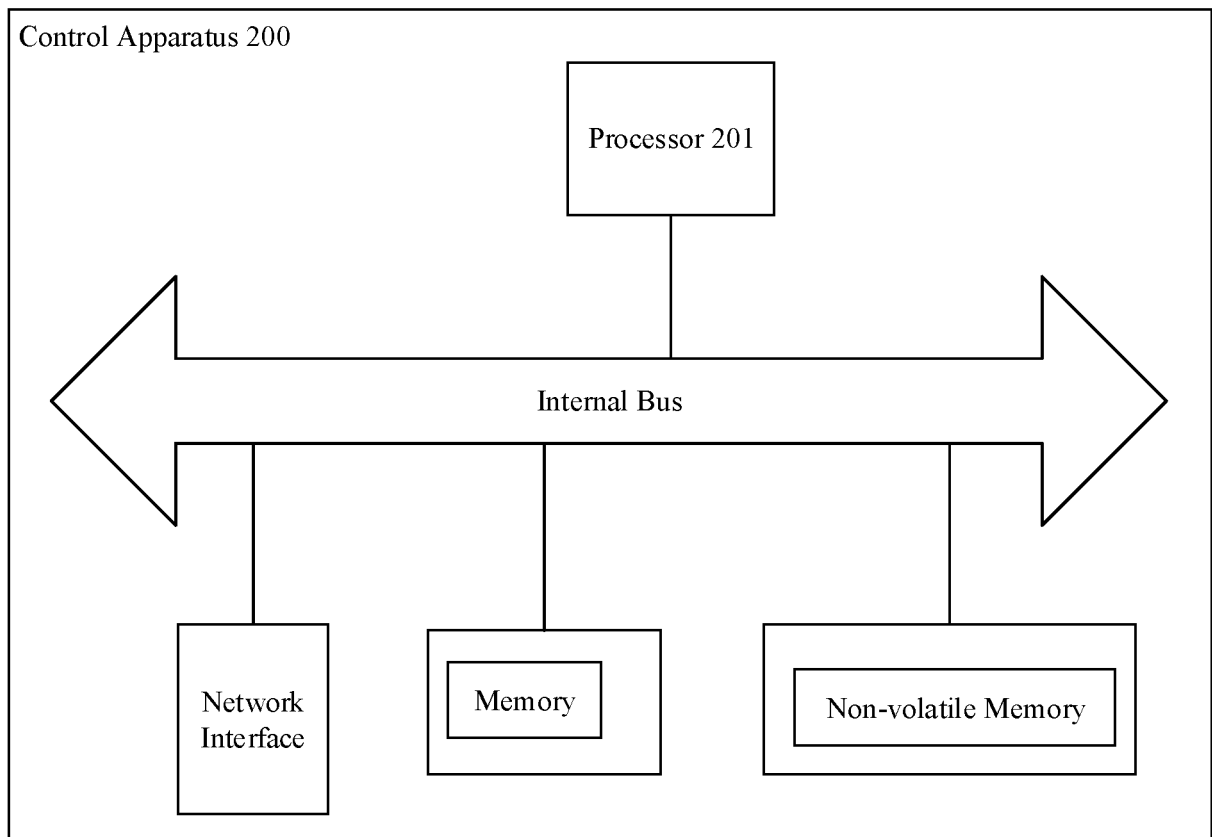 Control Apparatus 200
Processor 201
Internal Bus
Network
Interface
Memory
Non-volatile Memory